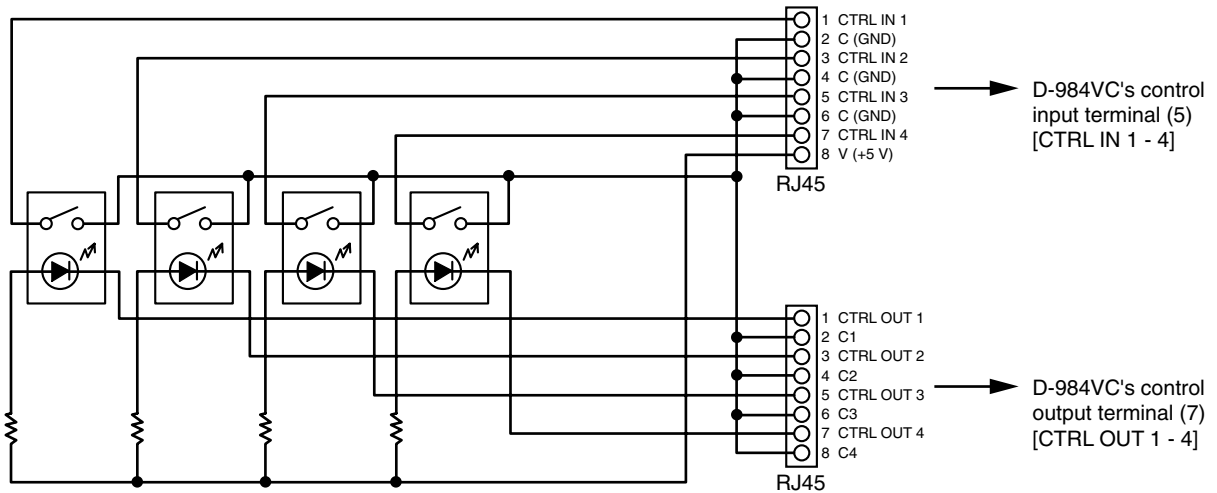 1 CTRL IN 1
2 C (GND)
3 CTRL IN 2
4 C (GND)
5 CTRL IN 3
6 C (GND)
7 CTRL IN 4
8 V (+5 V)
RJ45
D-984VC's control
input terminal (5)
[CTRL IN 1 - 4]
1 CTRL OUT 1
2 C1
3 CTRL OUT 2
4 C2
5 CTRL OUT 3
6 C3
7 CTRL OUT 4
8 C4
RJ45
D-984VC's control
output terminal (7)
[CTRL OUT 1 - 4]